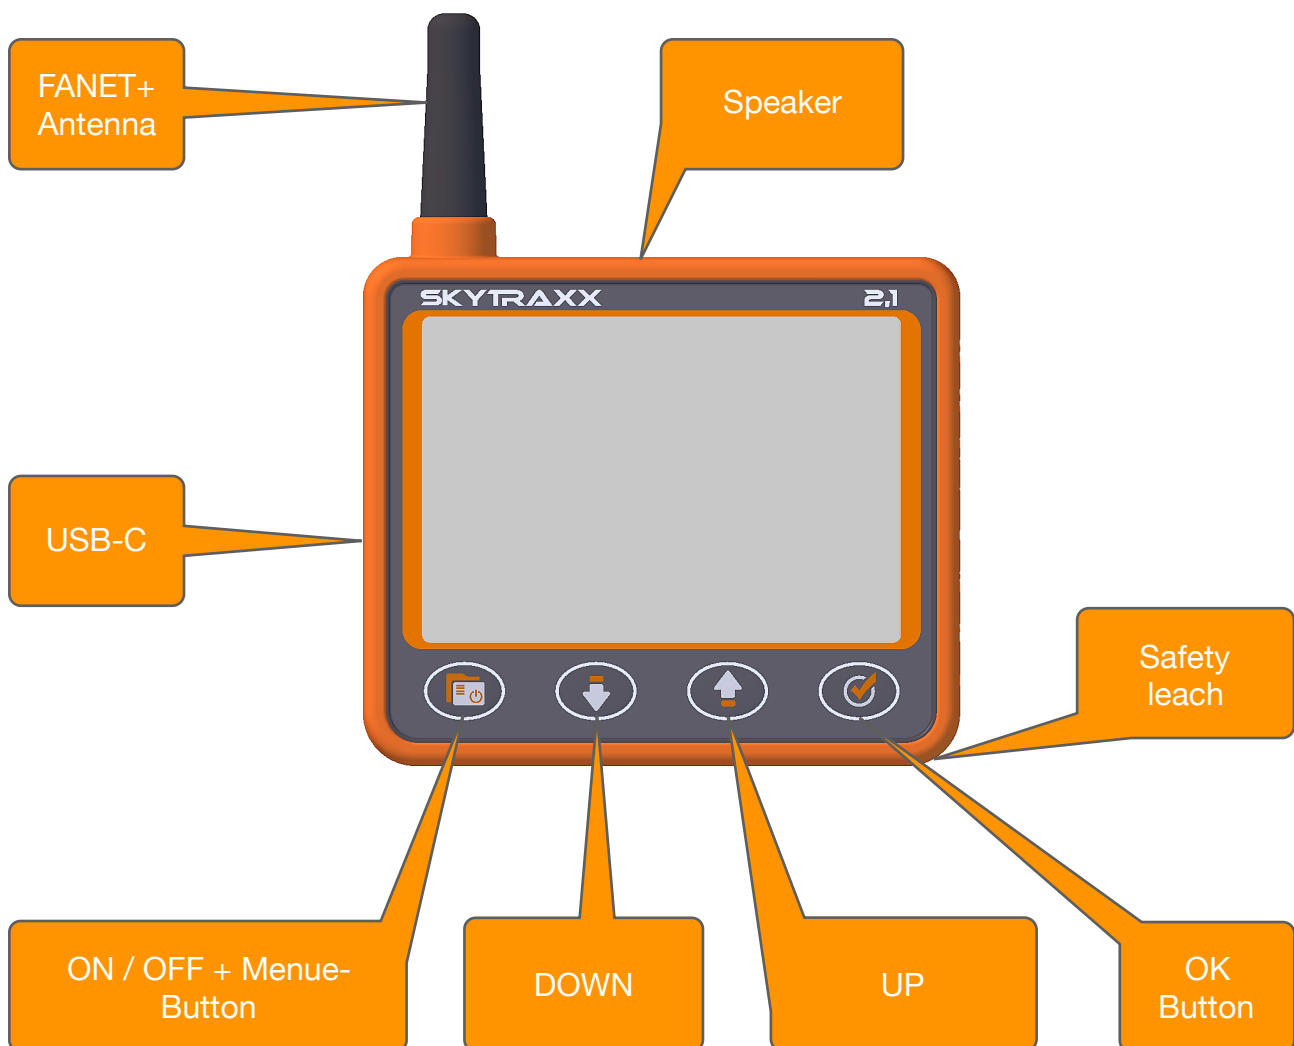 FANET+
Antenna
Speaker
SKYTRAXX 2,1
USB-C
Safety
leach
ON / OFF + Menue-
Button
DOWN
UP
OK
Button